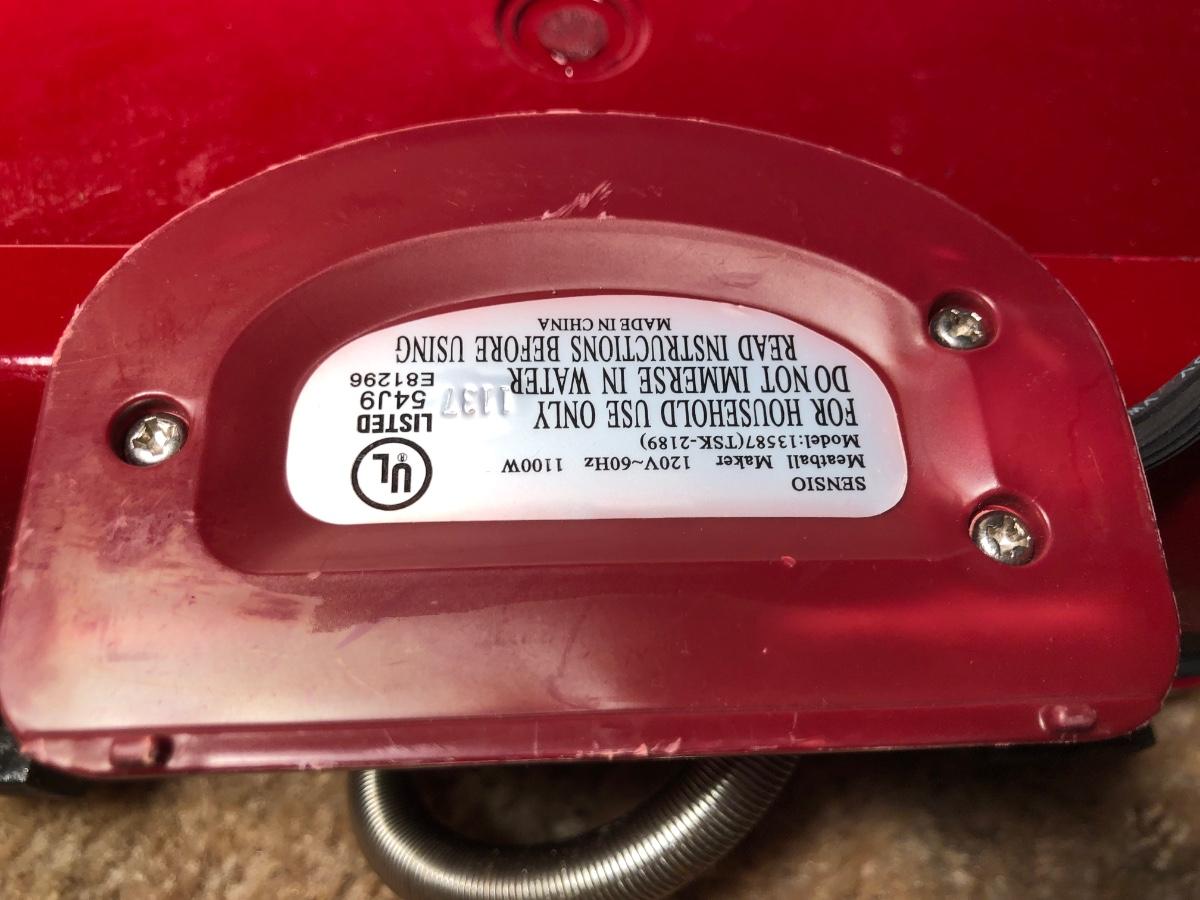 SENSIO
Meatball Maker 120V~60Hz 1100W
Model:13587(TSK-2189)
FOR HOUSEHOLD USE ONLY
DO NOT IMMERSE IN WATER
READ INSTRUCTIONS BEFORE USING
MADE IN CHINA
1137
UL ®
LISTED
54J9
E81296